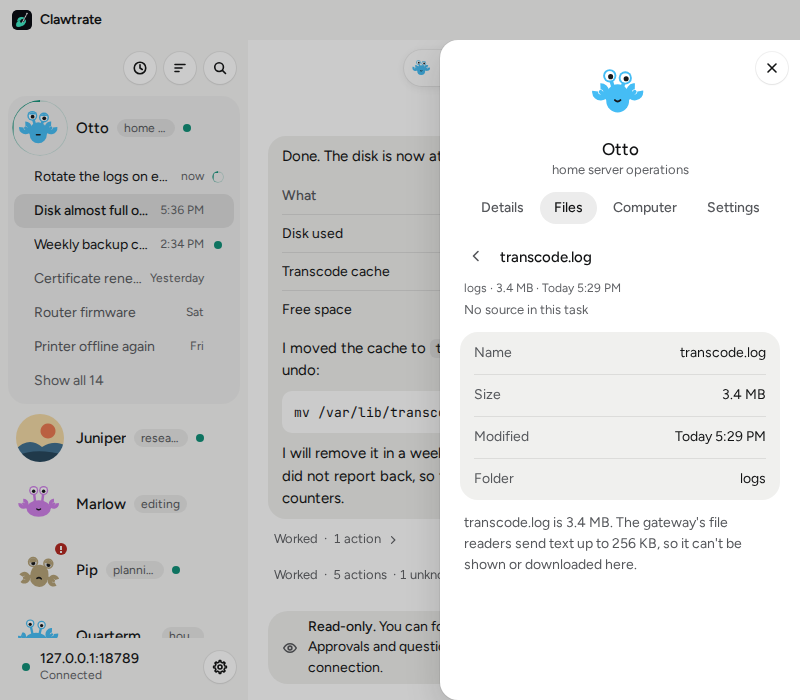 Clawtrate
Otto
home ...
Rotate the logs on e...
now
Disk almost full o...
5:36 PM
Weekly backup c...
2:34 PM
Certificate rene...
Yesterday
Router firmware
Sat
Printer offline again
Fri
Show all 14
Juniper
resea...
Marlow
editing
Pip
planni...
Quarterm
hou
127.0.0.1:18789
Connected
Done. The disk is now at
What
Disk used
Transcode cache
Free space
I moved the cache to
undo:
mv /var/lib/transc
I will remove it in a
did not report back, so
counters.
Worked · 1 action
Worked · 5 actions · 1
Read-only. You can
Approvals and
connection.
Otto
home server operations
Details
Files
Computer
Settings
transcode.log
logs · 3.4 MB · Today 5:29 PM
No source in this task
Name
transcode.log
Size
3.4 MB
Modified
Today 5:29 PM
Folder
logs
transcode.log is 3.4 MB. The gateway's file
readers send text up to 256 KB, so it can't be
shown or downloaded here.